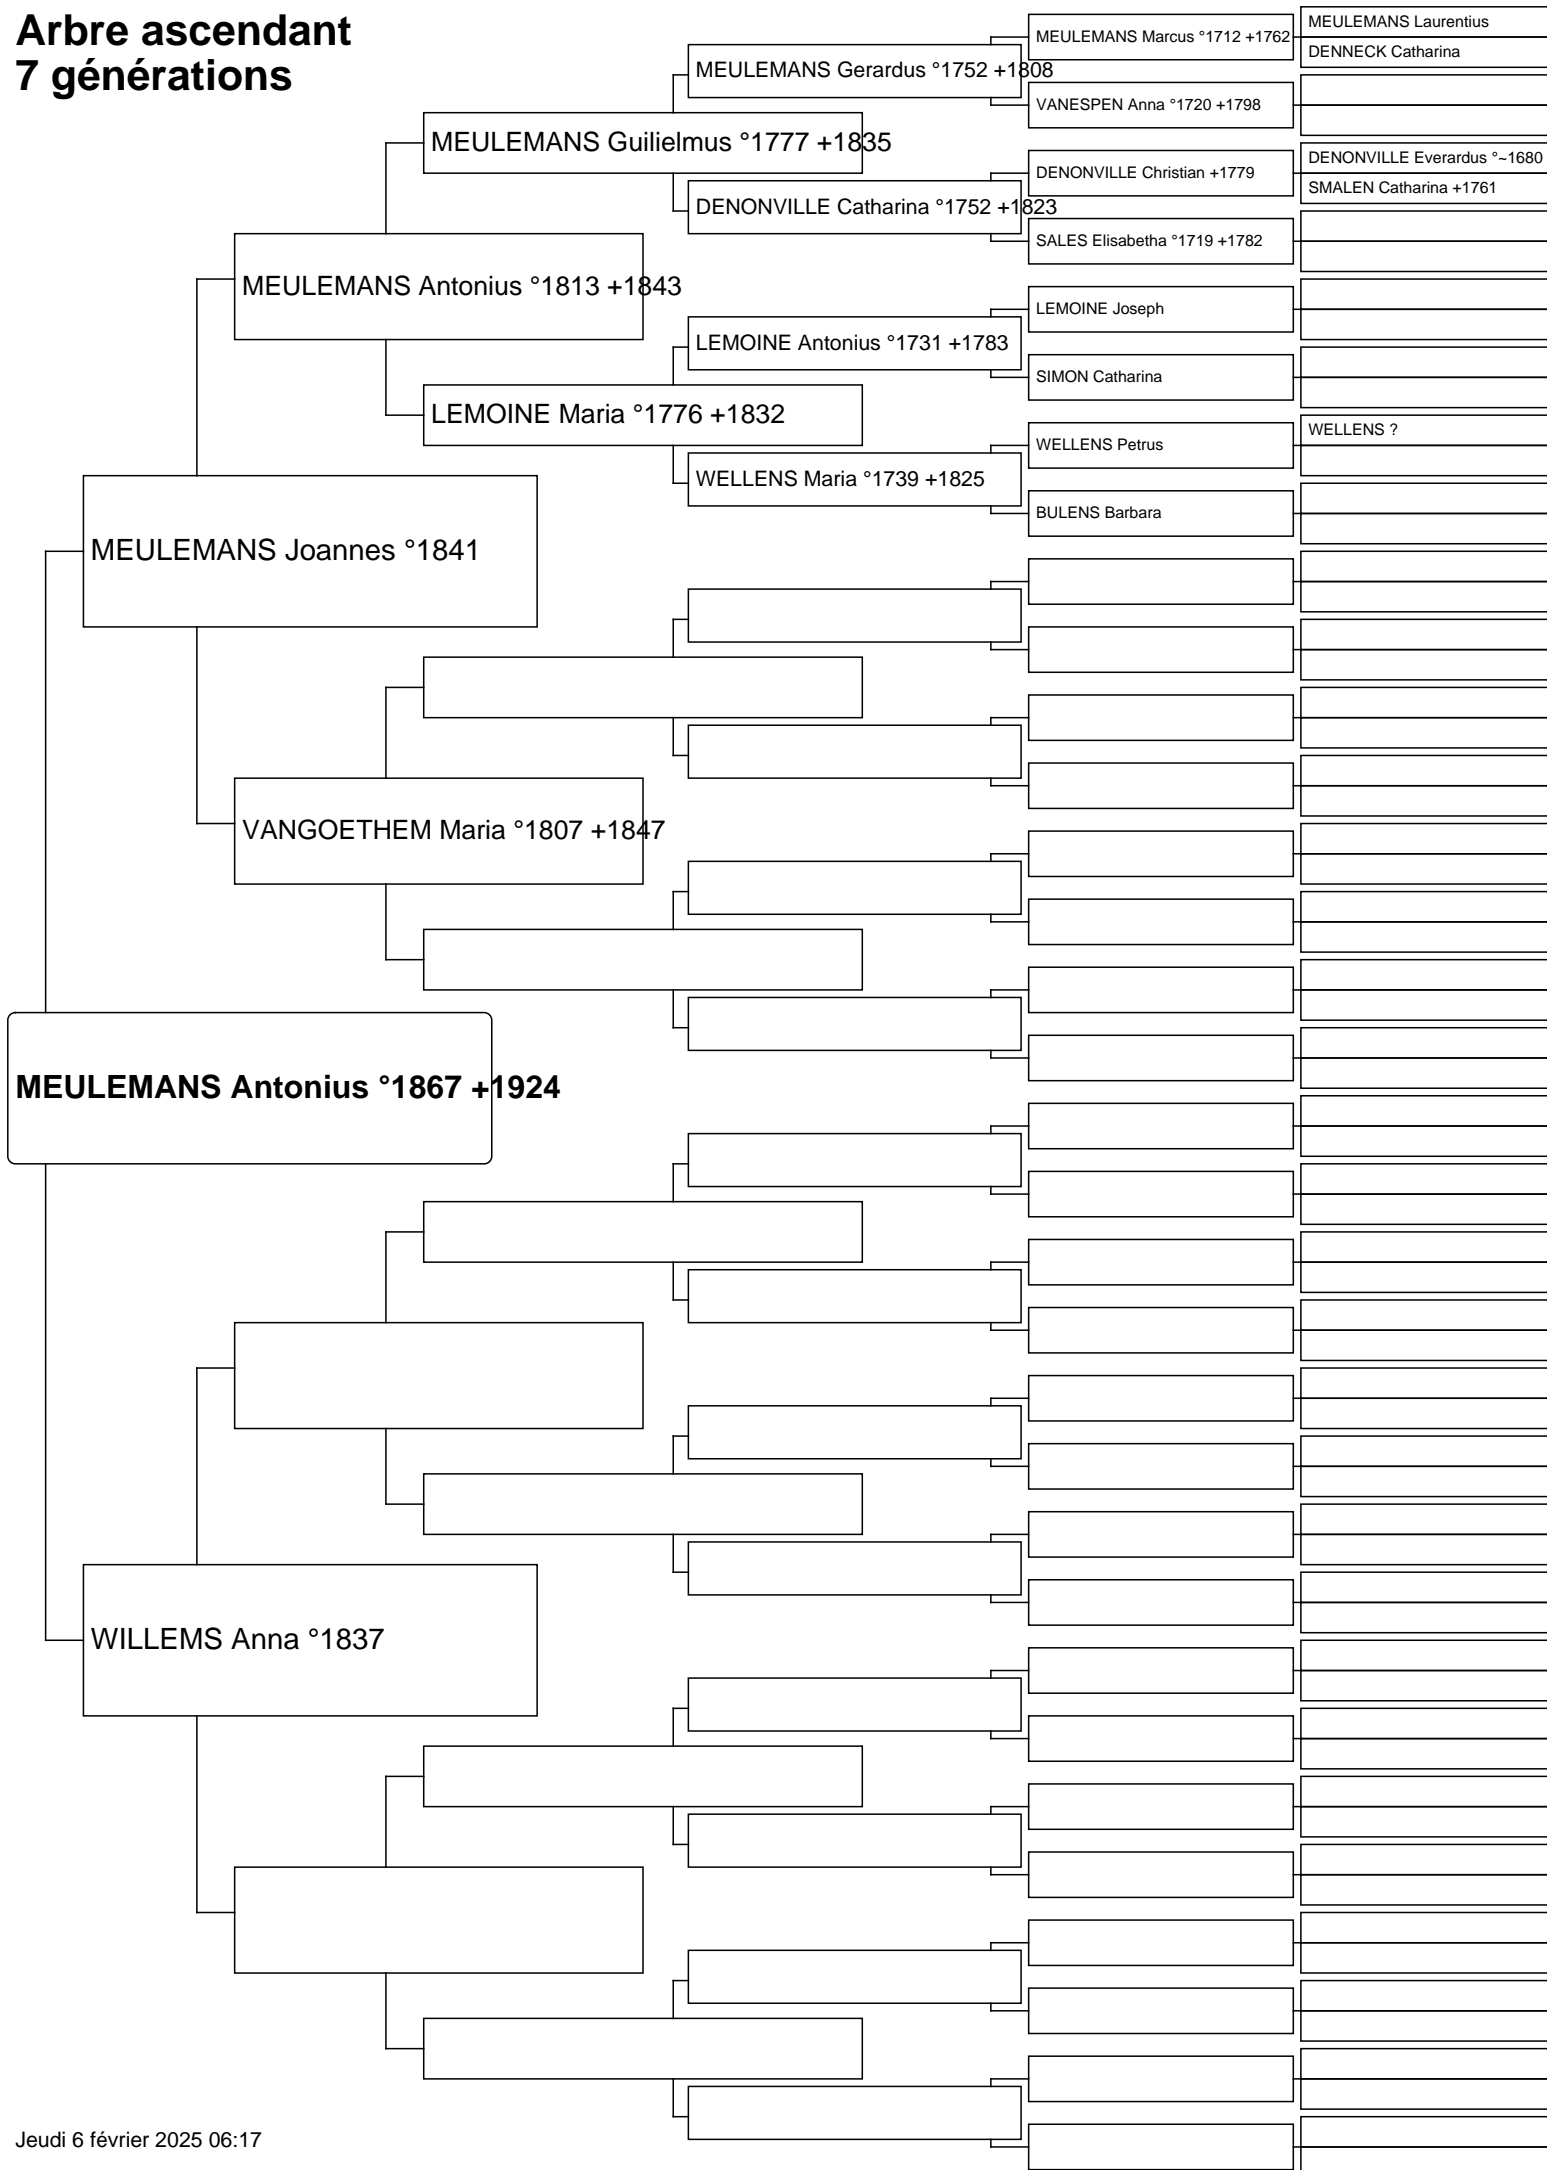 Arbre ascendant
7 générations
MEULEMANS Laurentius
MEULEMANS Marcus °1712 +1762
DENNECK Catharina
MEULEMANS Gerardus °1752 +1808
VANESPEN Anna °1720 +1798
MEULEMANS Guilielmus °1777 +1835
DENONVILLE Everardus °~1680
DENONVILLE Christian +1779
SMALEN Catharina +1761
DENONVILLE Catharina °1752 +1823
SALES Elisabetha °1719 +1782
MEULEMANS Antonius °1813 +1843
LEMOINE Joseph
LEMOINE Antonius °1731 +1783
SIMON Catharina
LEMOINE Maria °1776 +1832
WELLENS ?
WELLENS Petrus
WELLENS Maria °1739 +1825
BULENS Barbara
MEULEMANS Joannes °1841
VANGOETHEM Maria °1807 +1847
MEULEMANS Antonius °1867 +1924
WILLEMS Anna °1837
Jeudi 6 février 2025 06:17